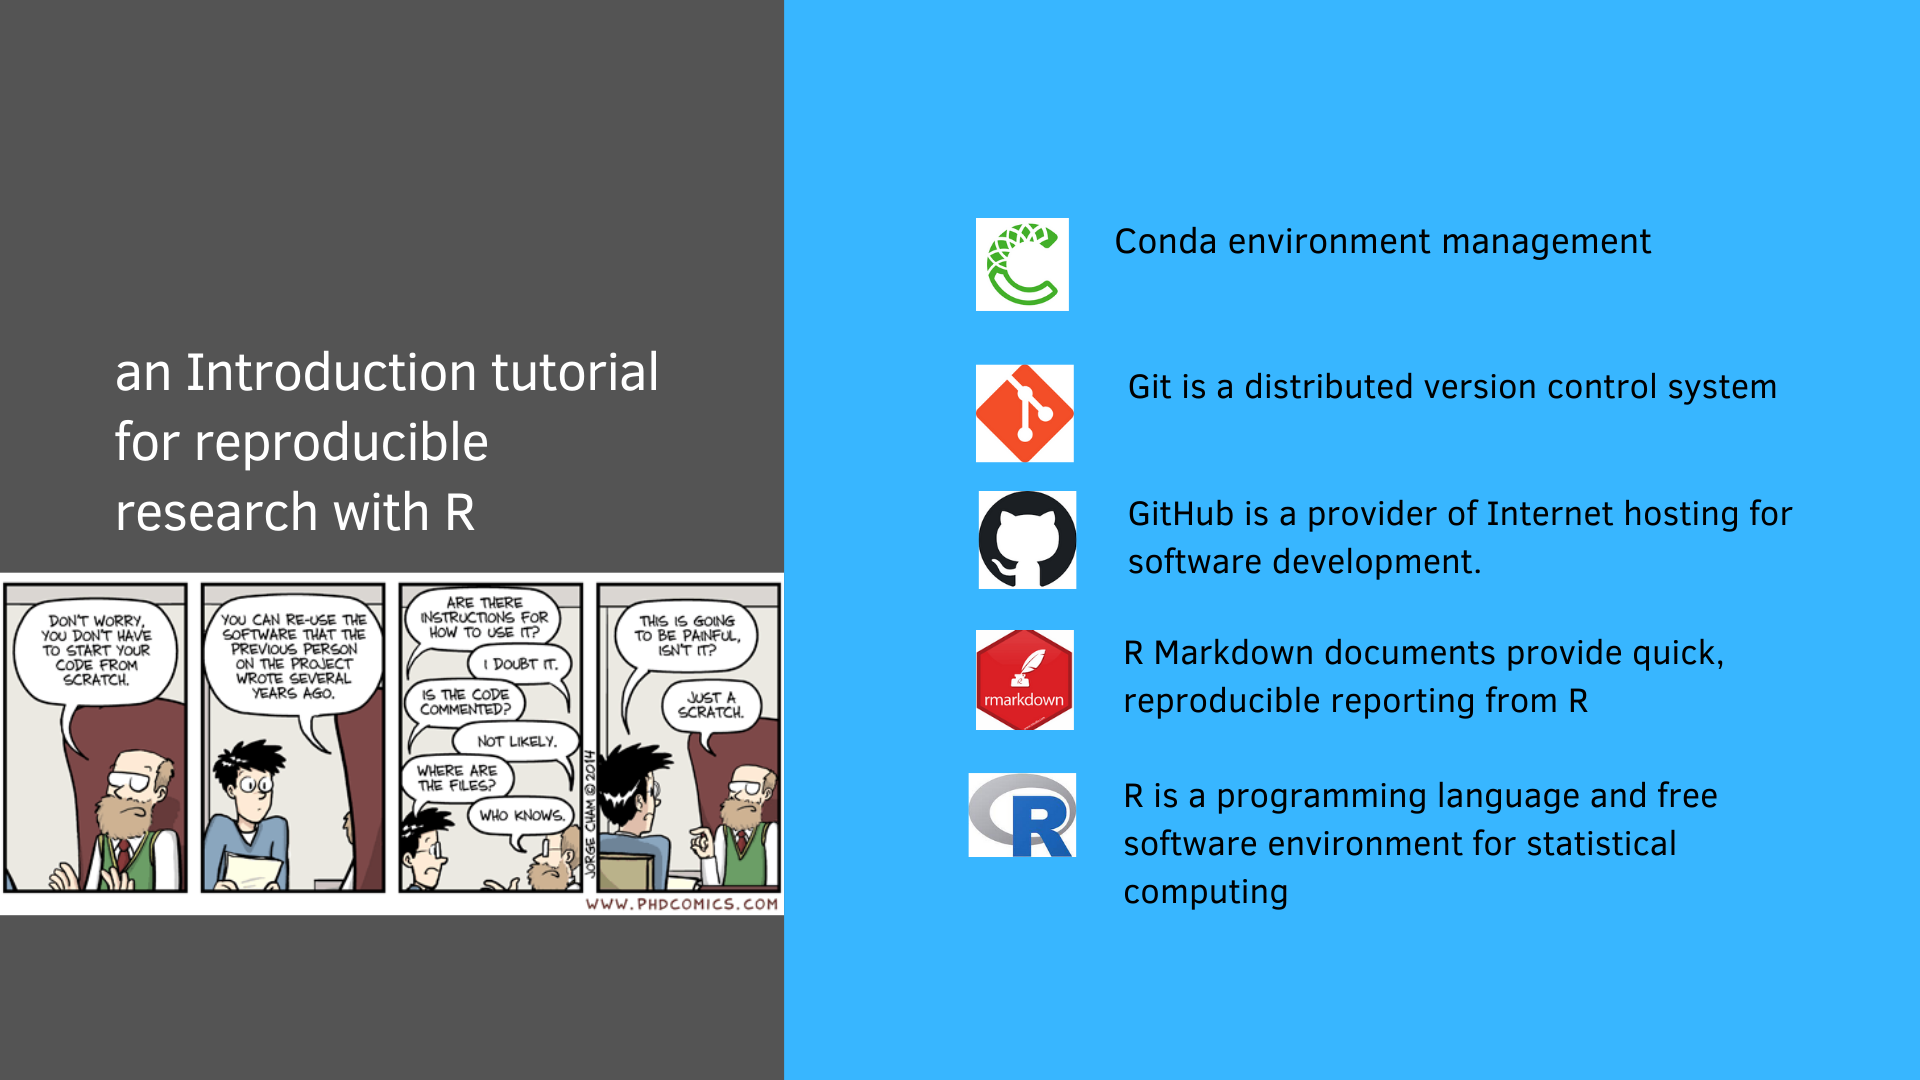 an Introduction tutorial
for reproducible
research with R
DON'T WORRY,
YOU DON'T HAVE
TO START YOUR
CODE FROM
SCRATCH.
YOU CAN RE-USE THE
SOFTWARE THAT THE
PREVIOUS PERSON
ON THE PROJECT
WROTE SEVERAL
YEARS AGO.
ARE THERE
INSTRUCTIONS FOR
HOW TO USE IT?
I DOUBT IT.
IS THE CODE
COMMENTED?
NOT LIKELY.
WHERE ARE
THE FILES?
WHO KNOWS.
JORGE CHAM © 2014
THIS IS GOING
TO BE PAINFUL,
ISN'T IT?
JUST A
SCRATCH.
WWW.PHDCOMICS.COM
Conda environment management
Git is a distributed version control system
GitHub is a provider of Internet hosting for
software development.
rmarkdown
R Markdown documents provide quick,
reproducible reporting from R
R
R is a programming language and free
software environment for statistical
computing